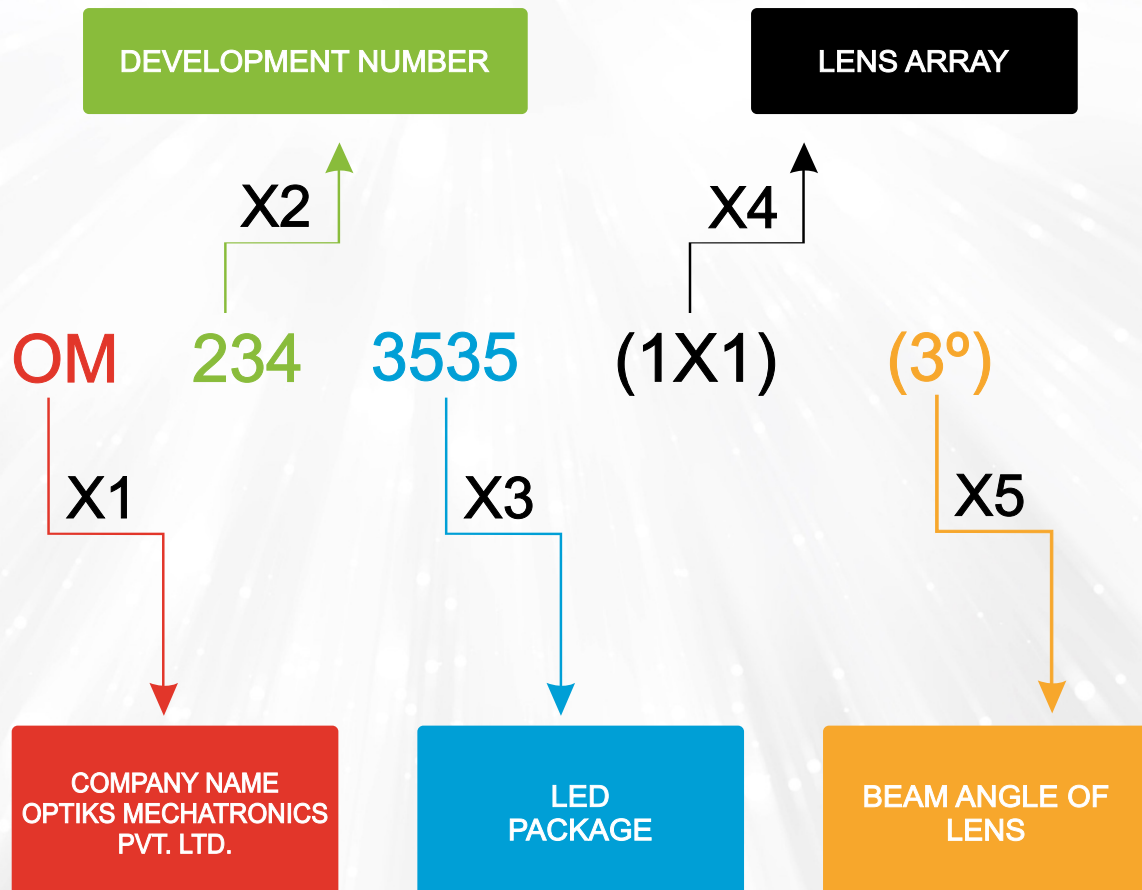 DEVELOPMENT NUMBER
LENS ARRAY
X2
X4
OM 234 3535 (1X1) (3º)
X1
X3
X5
COMPANY NAME
OPTIKS MECHATRONICS
PVT. LTD.
LED
PACKAGE
BEAM ANGLE OF
LENS